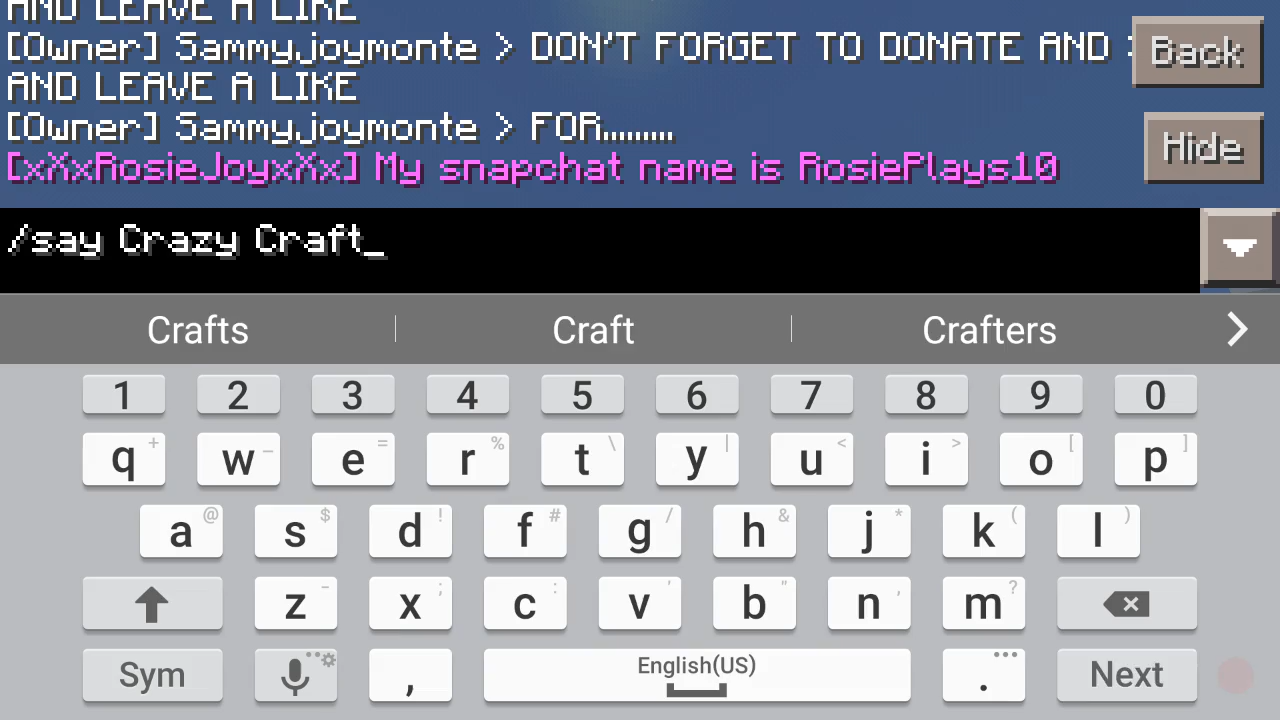 AND LEAVE A LIKE
[Owner] Sammyjoymonte > DON'T FORGET TO DONATE AND
AND LEAVE A LIKE
[Owner] Sammyjoymonte > FOR.........
[xXxRosieJoyxXx] My snapchat name is RosiePlays10
Back
Hide
/say Crazy Craft_
Crafts Craft Crafters
1 2 3 4 5 6 7 8 9 0
q + w _ e = r % t \ y | u < i > o [ p ]
a @ s $ d ! f # g / h & j * k ( l )
z - x ; c : v ' b " n , m ?
Sym , English(US) . Next